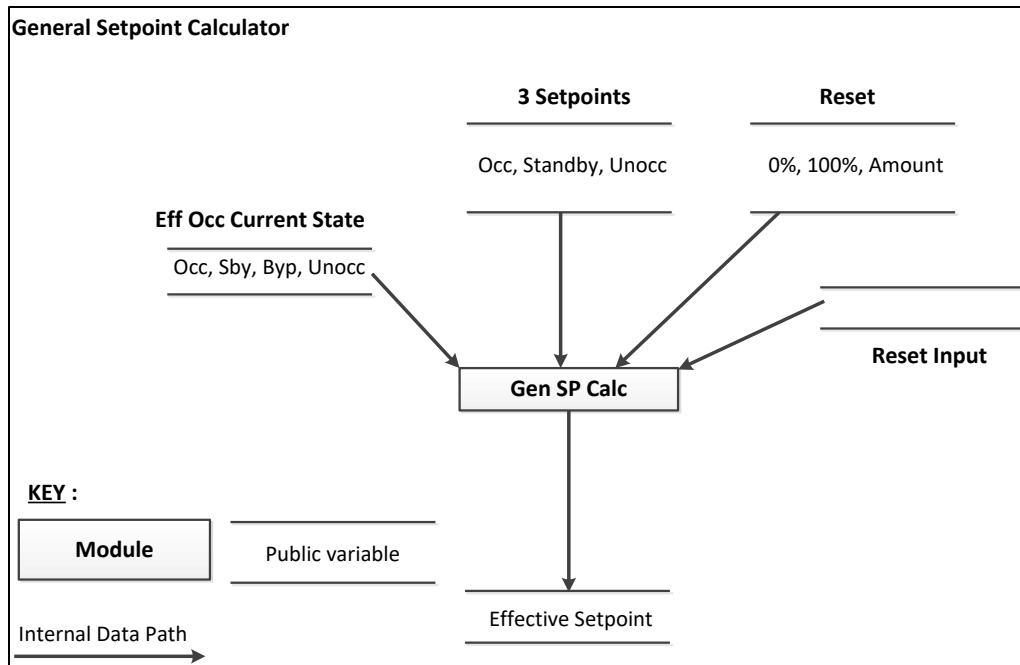 General Setpoint Calculator
3 Setpoints
Reset
Occ, Standby, Unocc
0%, 100%, Amount
Eff Occ Current State
Occ, Sby, Byp, Unocc
Reset Input
Gen SP Calc
KEY :
Module
Public variable
Effective Setpoint
Internal Data Path